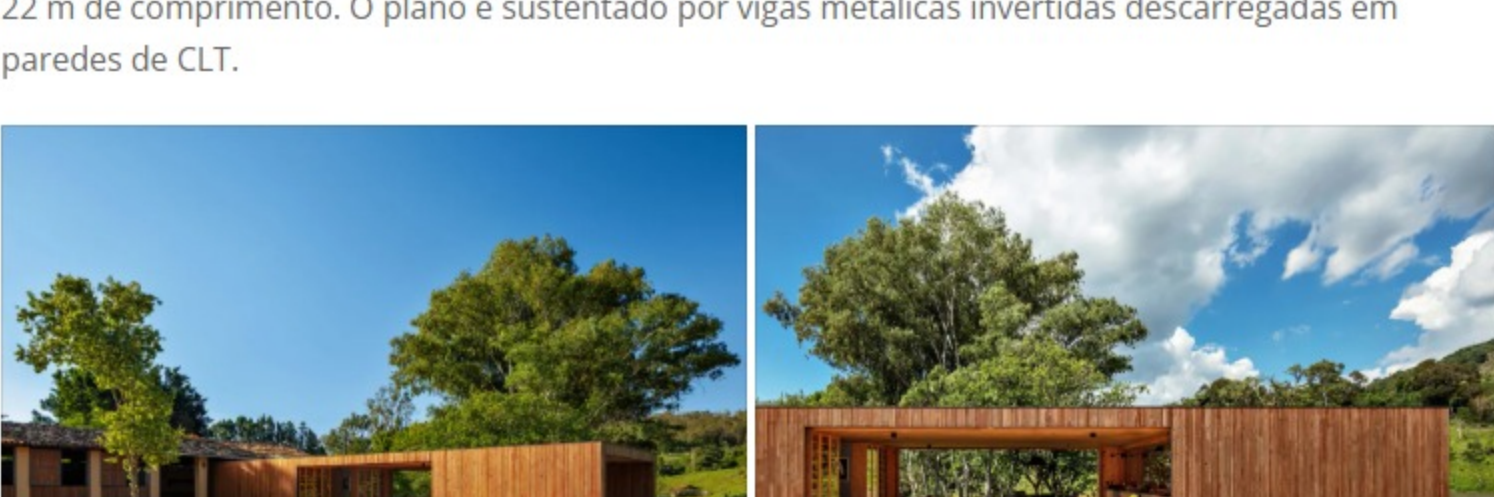 22 m de comprimento. O plano é sustentado por vigas metálicas invertidas descarregadas em
paredes de CLT.